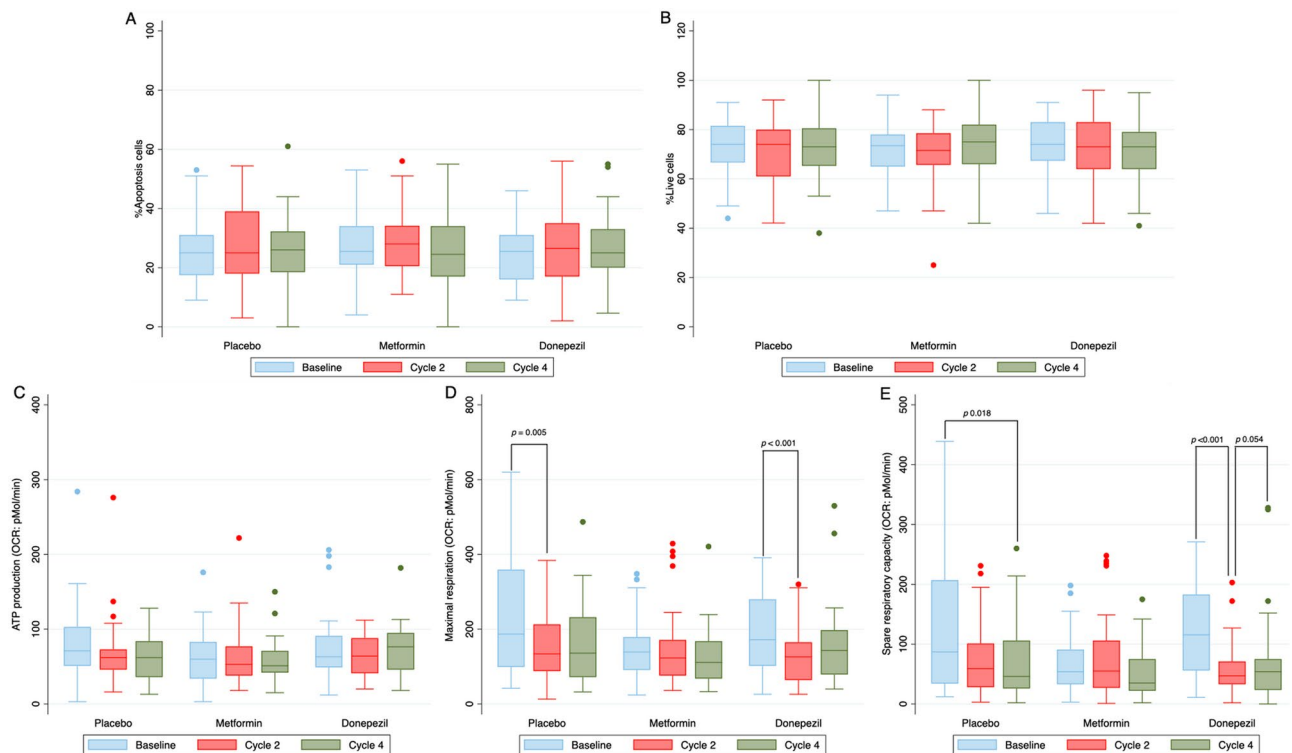 A
%Apoptosis cells
100
80
60
40
20
0
Placebo Metformin Donepezil
Baseline Cycle 2 Cycle 4
B
%Live cells
120
100
80
60
40
20
0
Placebo Metformin Donepezil
Baseline Cycle 2 Cycle 4
C
ATP production (OCR: pMol/min)
400
300
200
100
0
Placebo Metformin Donepezil
Baseline Cycle 2 Cycle 4
D
Maximal respiration (OCR: pMol/min)
800
600
400
200
0
p = 0.005
p < 0.001
Placebo Metformin Donepezil
Baseline Cycle 2 Cycle 4
E
Spare respiratory capacity (OCR: pMol/min)
500
400
300
200
100
0
p 0.018
p <0.001 p 0.054
Placebo Metformin Donepezil
Baseline Cycle 2 Cycle 4